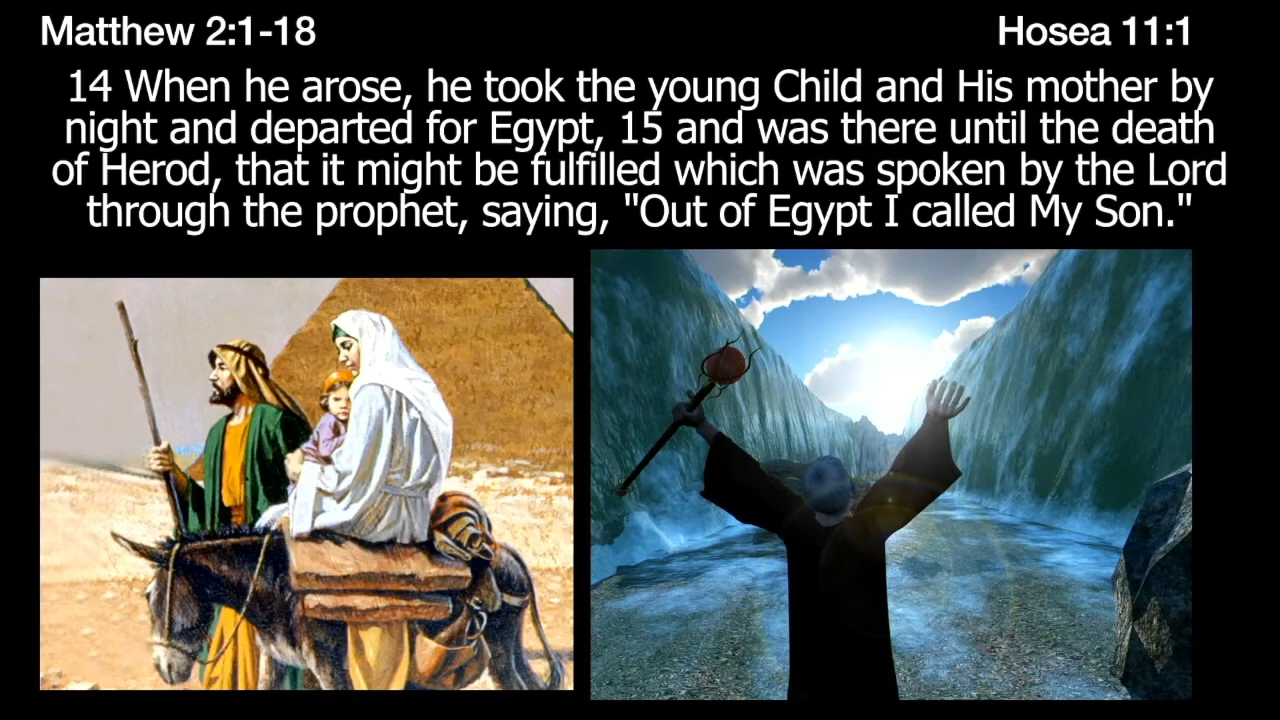 Matthew 2:1-18
Hosea 11:1
14 When he arose, he took the young Child and His mother by
night and departed for Egypt, 15 and was there until the death
of Herod, that it might be fulfilled which was spoken by the Lord
through the prophet, saying, "Out of Egypt I called My Son."